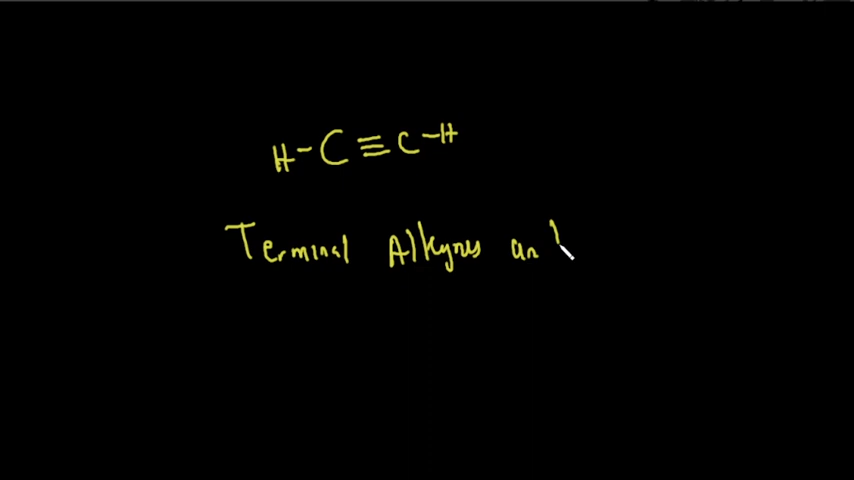 H-C≡C-H
Terminal Alkynes an